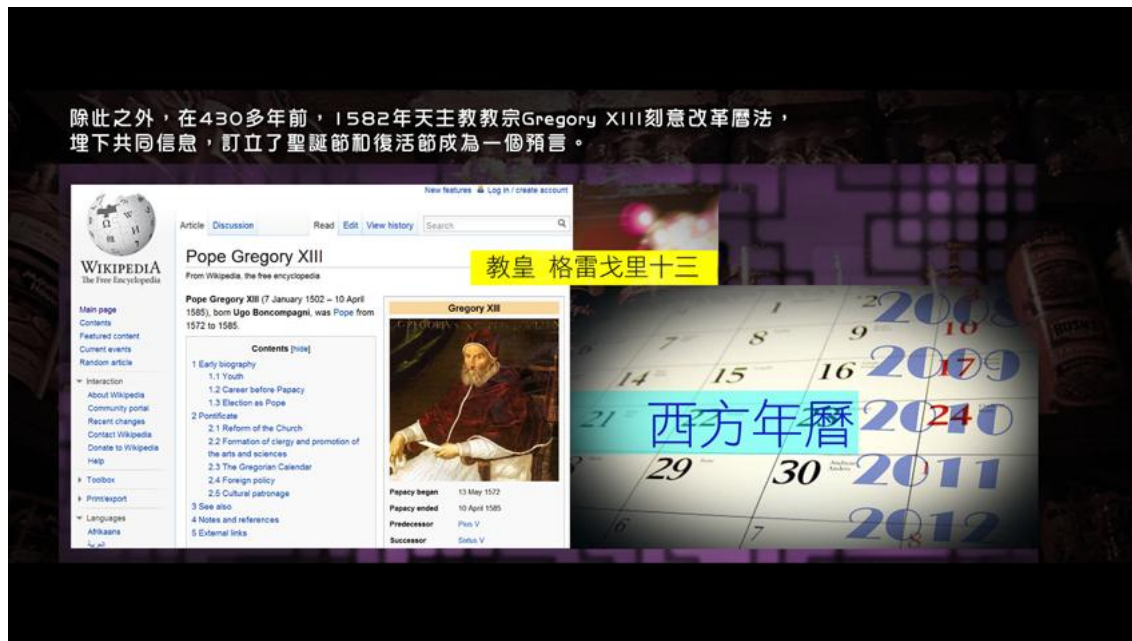 除此之外,在430多年前,1582年天主教教宗Gregory XIII刻意改革曆法,
埋下共同信息,訂立了聖誕節和復活節成為一個預言。
New features Log in / create account
Article Discussion Read Edit View history Search
WIKIPEDIA
The Free Encyclopedia
Main page
Contents
Featured content
Current events
Random article
Interaction
About Wikipedia
Community portal
Recent changes
Contact Wikipedia
Donate to Wikipedia
Help
Toolbox
Print/export
Languages
Afrikaans
العربية
Pope Gregory XIII
From Wikipedia, the free encyclopedia
Pope Gregory XIII (7 January 1502 – 10 April
1585), born Ugo Boncompagni, was Pope from
1572 to 1585.
Contents [hide]
1 Early biography
1.1 Youth
1.2 Career before Papacy
1.3 Election as Pope
2 Pontificate
2.1 Reform of the Church
2.2 Formation of clergy and promotion of
the arts and sciences
2.3 The Gregorian Calendar
2.4 Foreign policy
2.5 Cultural patronage
3 See also
4 Notes and references
5 External links
Gregory XIII
Papacy began 13 May 1572
Papacy ended 10 April 1585
Predecessor Pius V
Successor Sixtus V
教皇 格雷戈里十三
西方年曆
1 2 2008
7 8 9 10 2009
14 15 16 17
21 22 24 2010
29 30 2011
6 7 8 2012